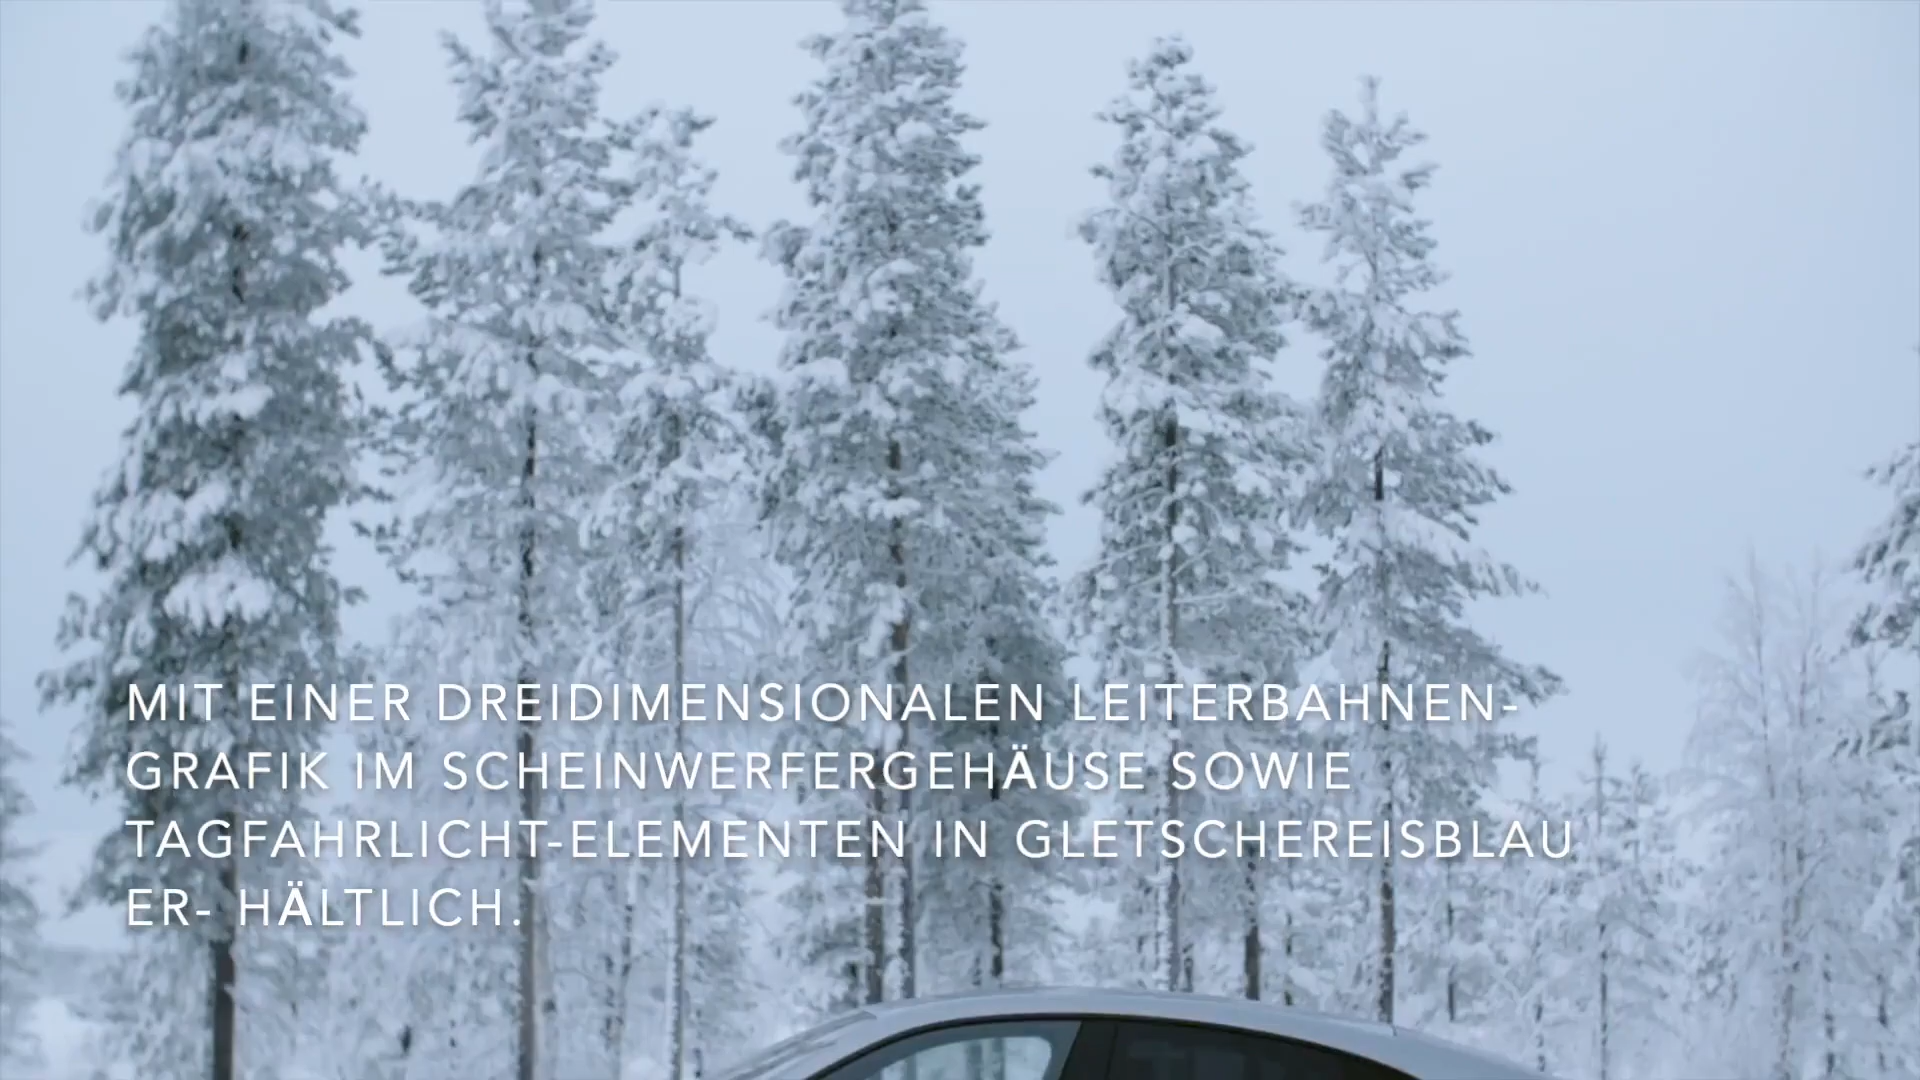 MIT EINER DREIDIMENSIONALEN LEITERBAHNEN-
GRAFIK IM SCHEINWERFERGEHÄUSE SOWIE
TAGFAHRLICHT-ELEMENTEN IN GLETSCHEREISBLAU
ER- HÄLTLICH.